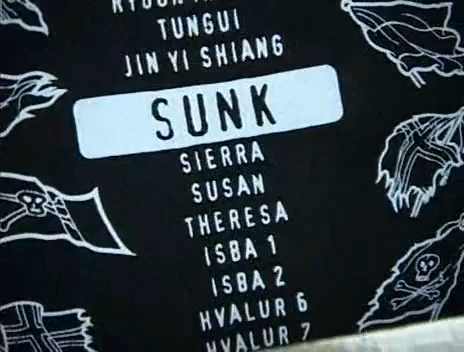 TUNGUI
JIN YI SHIANG
SUNK
SIERRA
SUSAN
THERESA
ISBA 1
ISBA 2
HVALUR 6
HVALUR 7